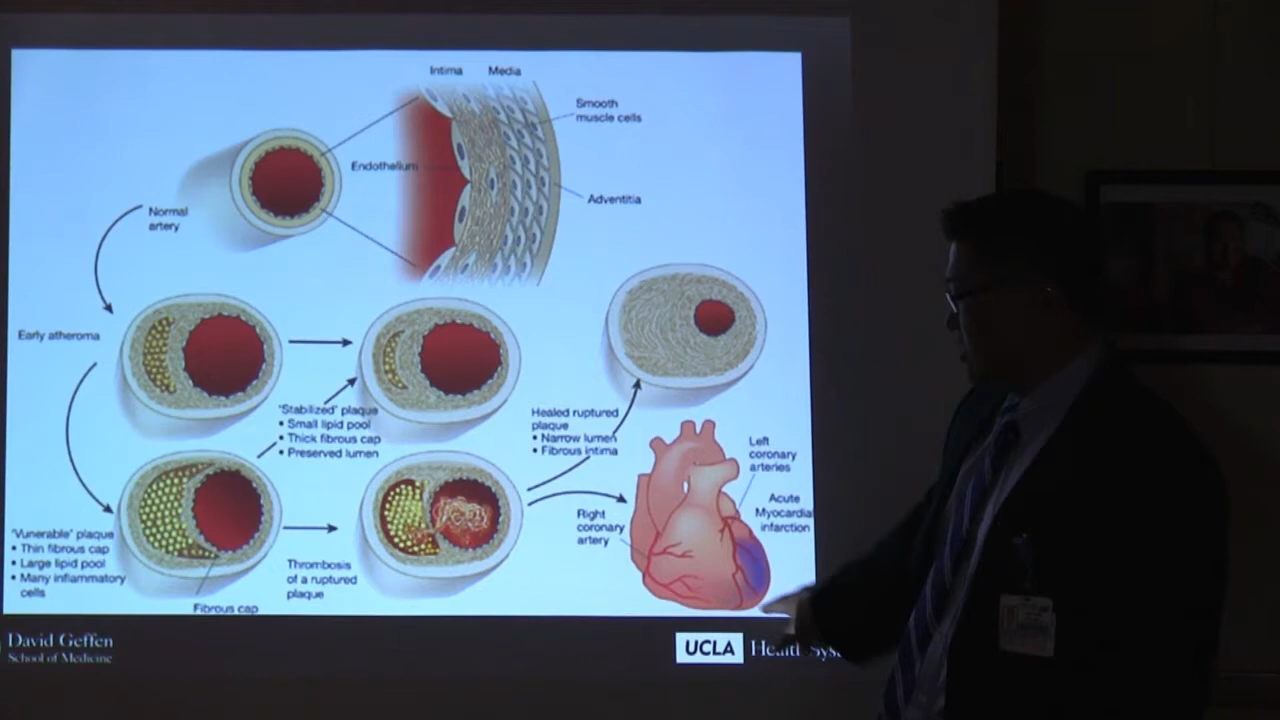 Intima Media
Smooth
muscle cells
Endothelium
Adventitia
Normal
artery
Early atheroma
"Stabilized" plaque
• Small lipid pool
• Thick fibrous cap
• Preserved lumen
Healed ruptured
plaque
• Narrow lumen
• Fibrous intima
Left
coronary
arteries
Acute
Myocardial
infarction
Right
coronary
artery
"Vunerable" plaque
• Thin fibrous cap
• Large lipid pool
• Many inflammatory
cells
Thrombosis
of a ruptured
plaque
Fibrous cap
David Geffen
School of Medicine
UCLA Health